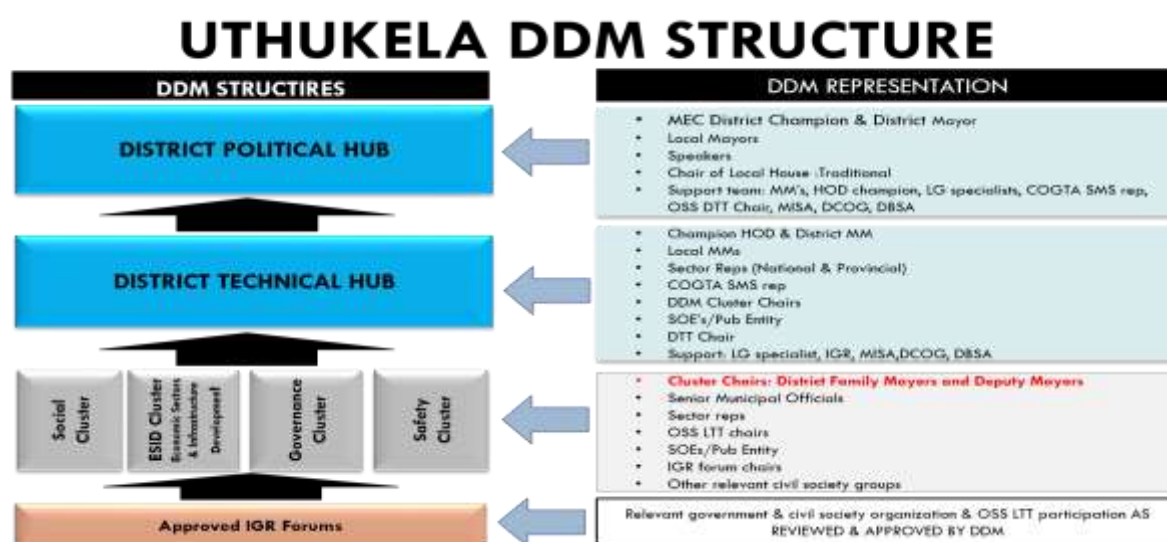 UTHUKELA DDM STRUCTURE
DDM STRUCTIRES
DISTRICT POLITICAL HUB
DISTRICT TECHNICAL HUB
Social
Cluster
ESID Cluster
Economic Sectors
& Infrastructure
Development
Governance
Cluster
Safety
Cluster
Approved IGR Forums
DDM REPRESENTATION
• MEC District Champion & District Mayor
• Local Mayors
• Speakers
• Chair of Local House -Traditional
• Support team: MM's, HOD champion, LG specialists, COGTA SMS rep,
OSS DTT Chair, MISA, DCOG, DBSA
• Champion HOD & District MM
• Local MMs
• Sector Reps (National & Provincial)
• COGTA SMS rep
• DDM Cluster Chairs
• SOE's/Pub Entity
• DTT Chair
• Support: LG specialist, IGR, MISA,DCOG, DBSA
• Cluster Chairs: District Family Mayors and Deputy Mayors
• Senior Municipal Officials
• Sector reps
• OSS LTT chairs
• SOEs/Pub Entity
• IGR forum chairs
• Other relevant civil society groups
Relevant government & civil society organization & OSS LTT participation AS
REVIEWED & APPROVED BY DDM